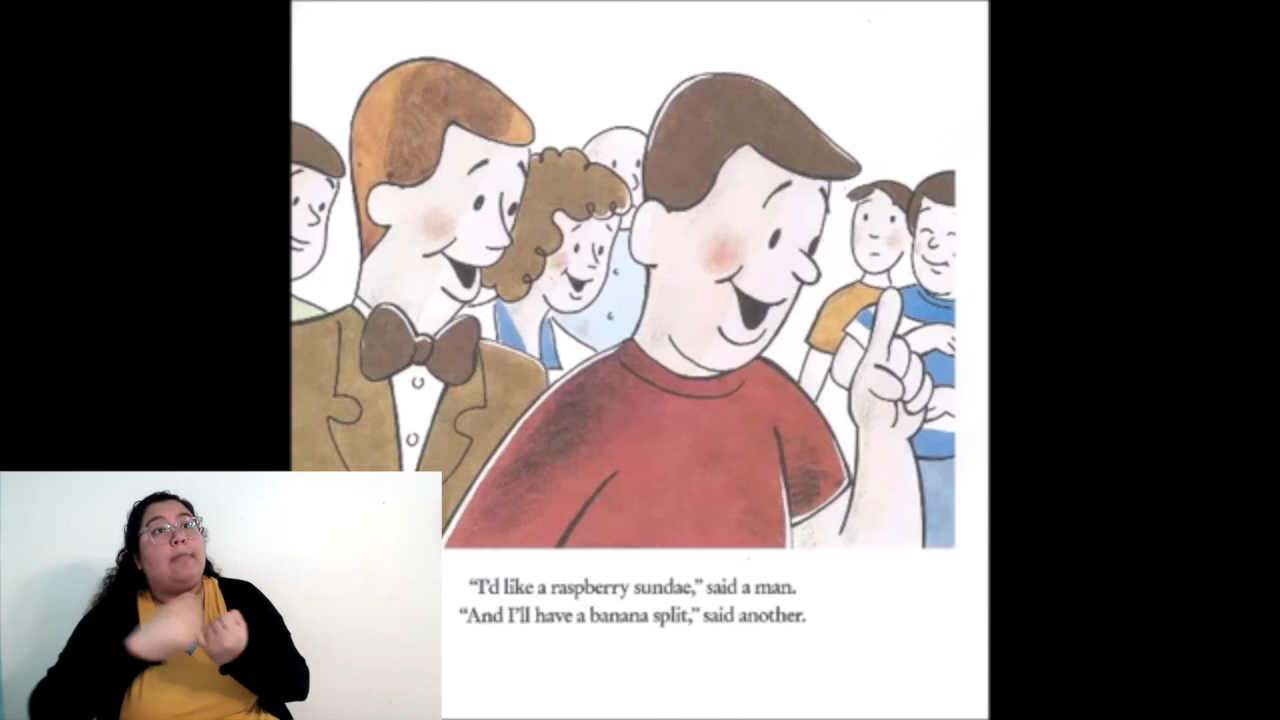 “I’d like a raspberry sundae,” said a man.
“And I’ll have a banana split,” said another.